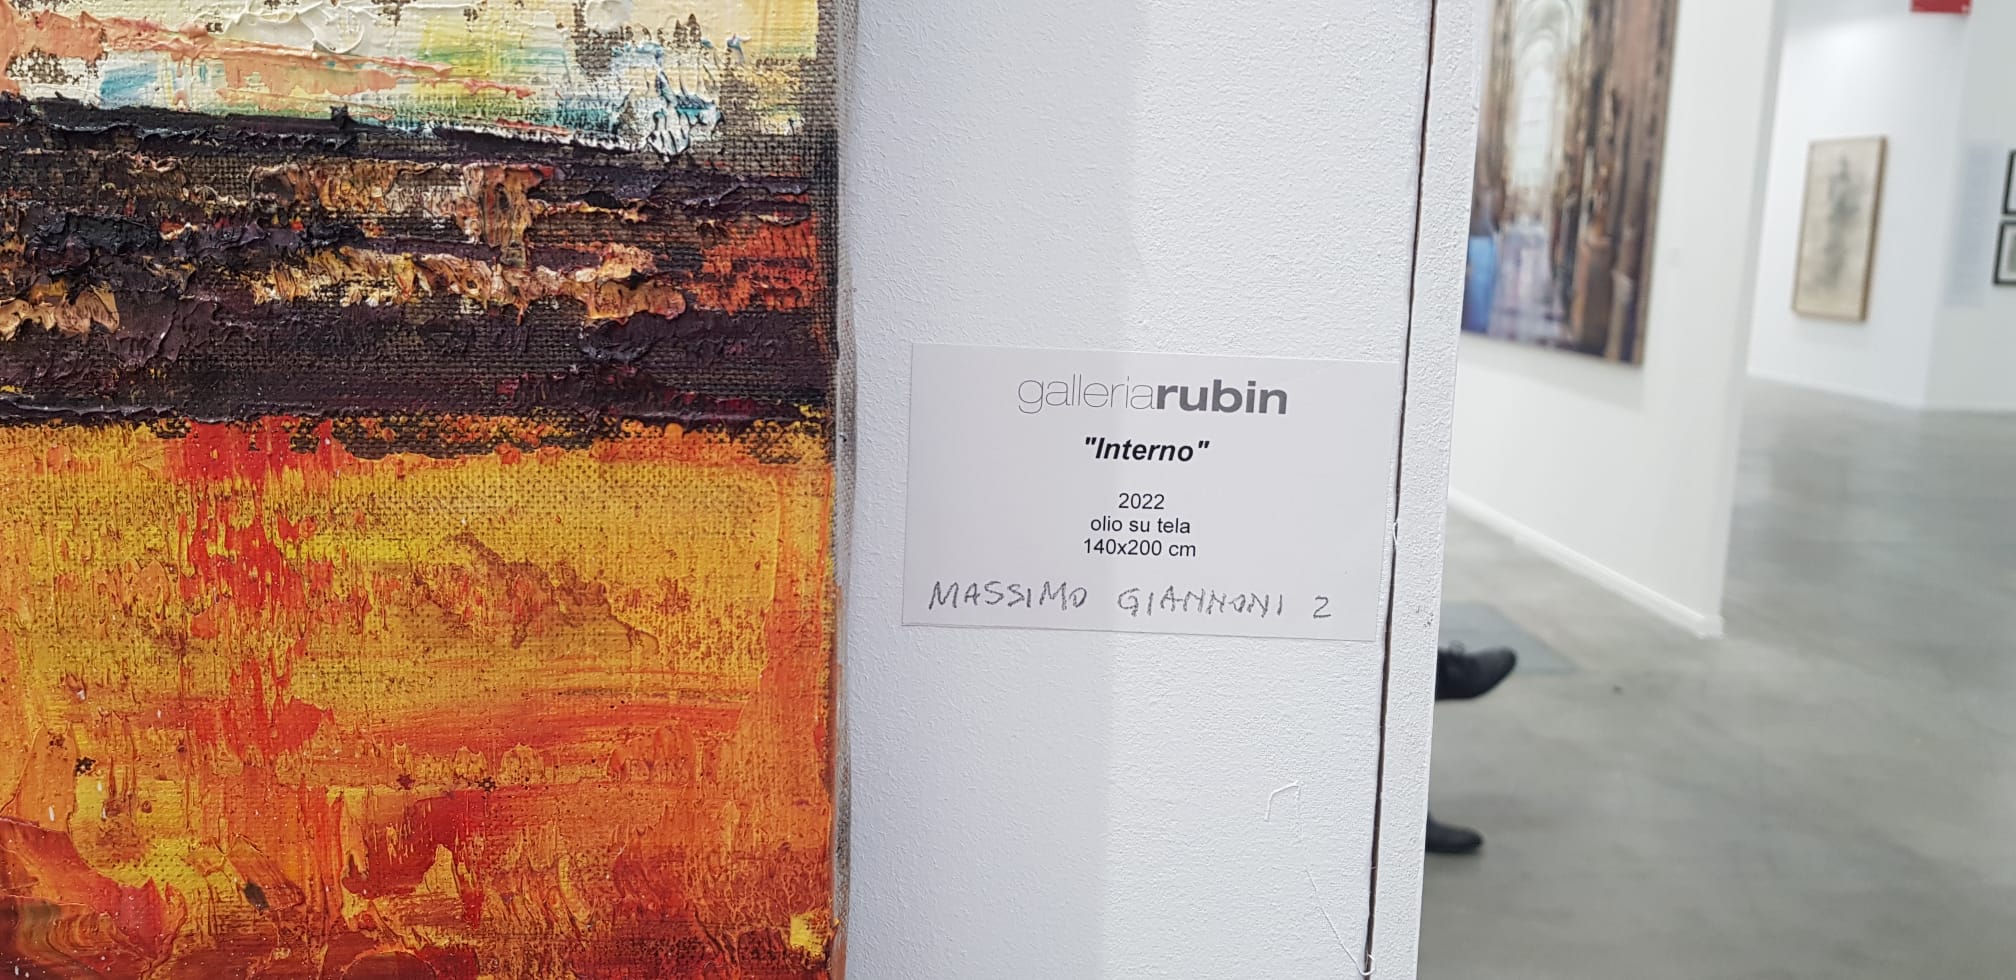 galleriarubin
"Interno"
2022
olio su tela
140x200 cm
MASSIMO GIANNONI 2